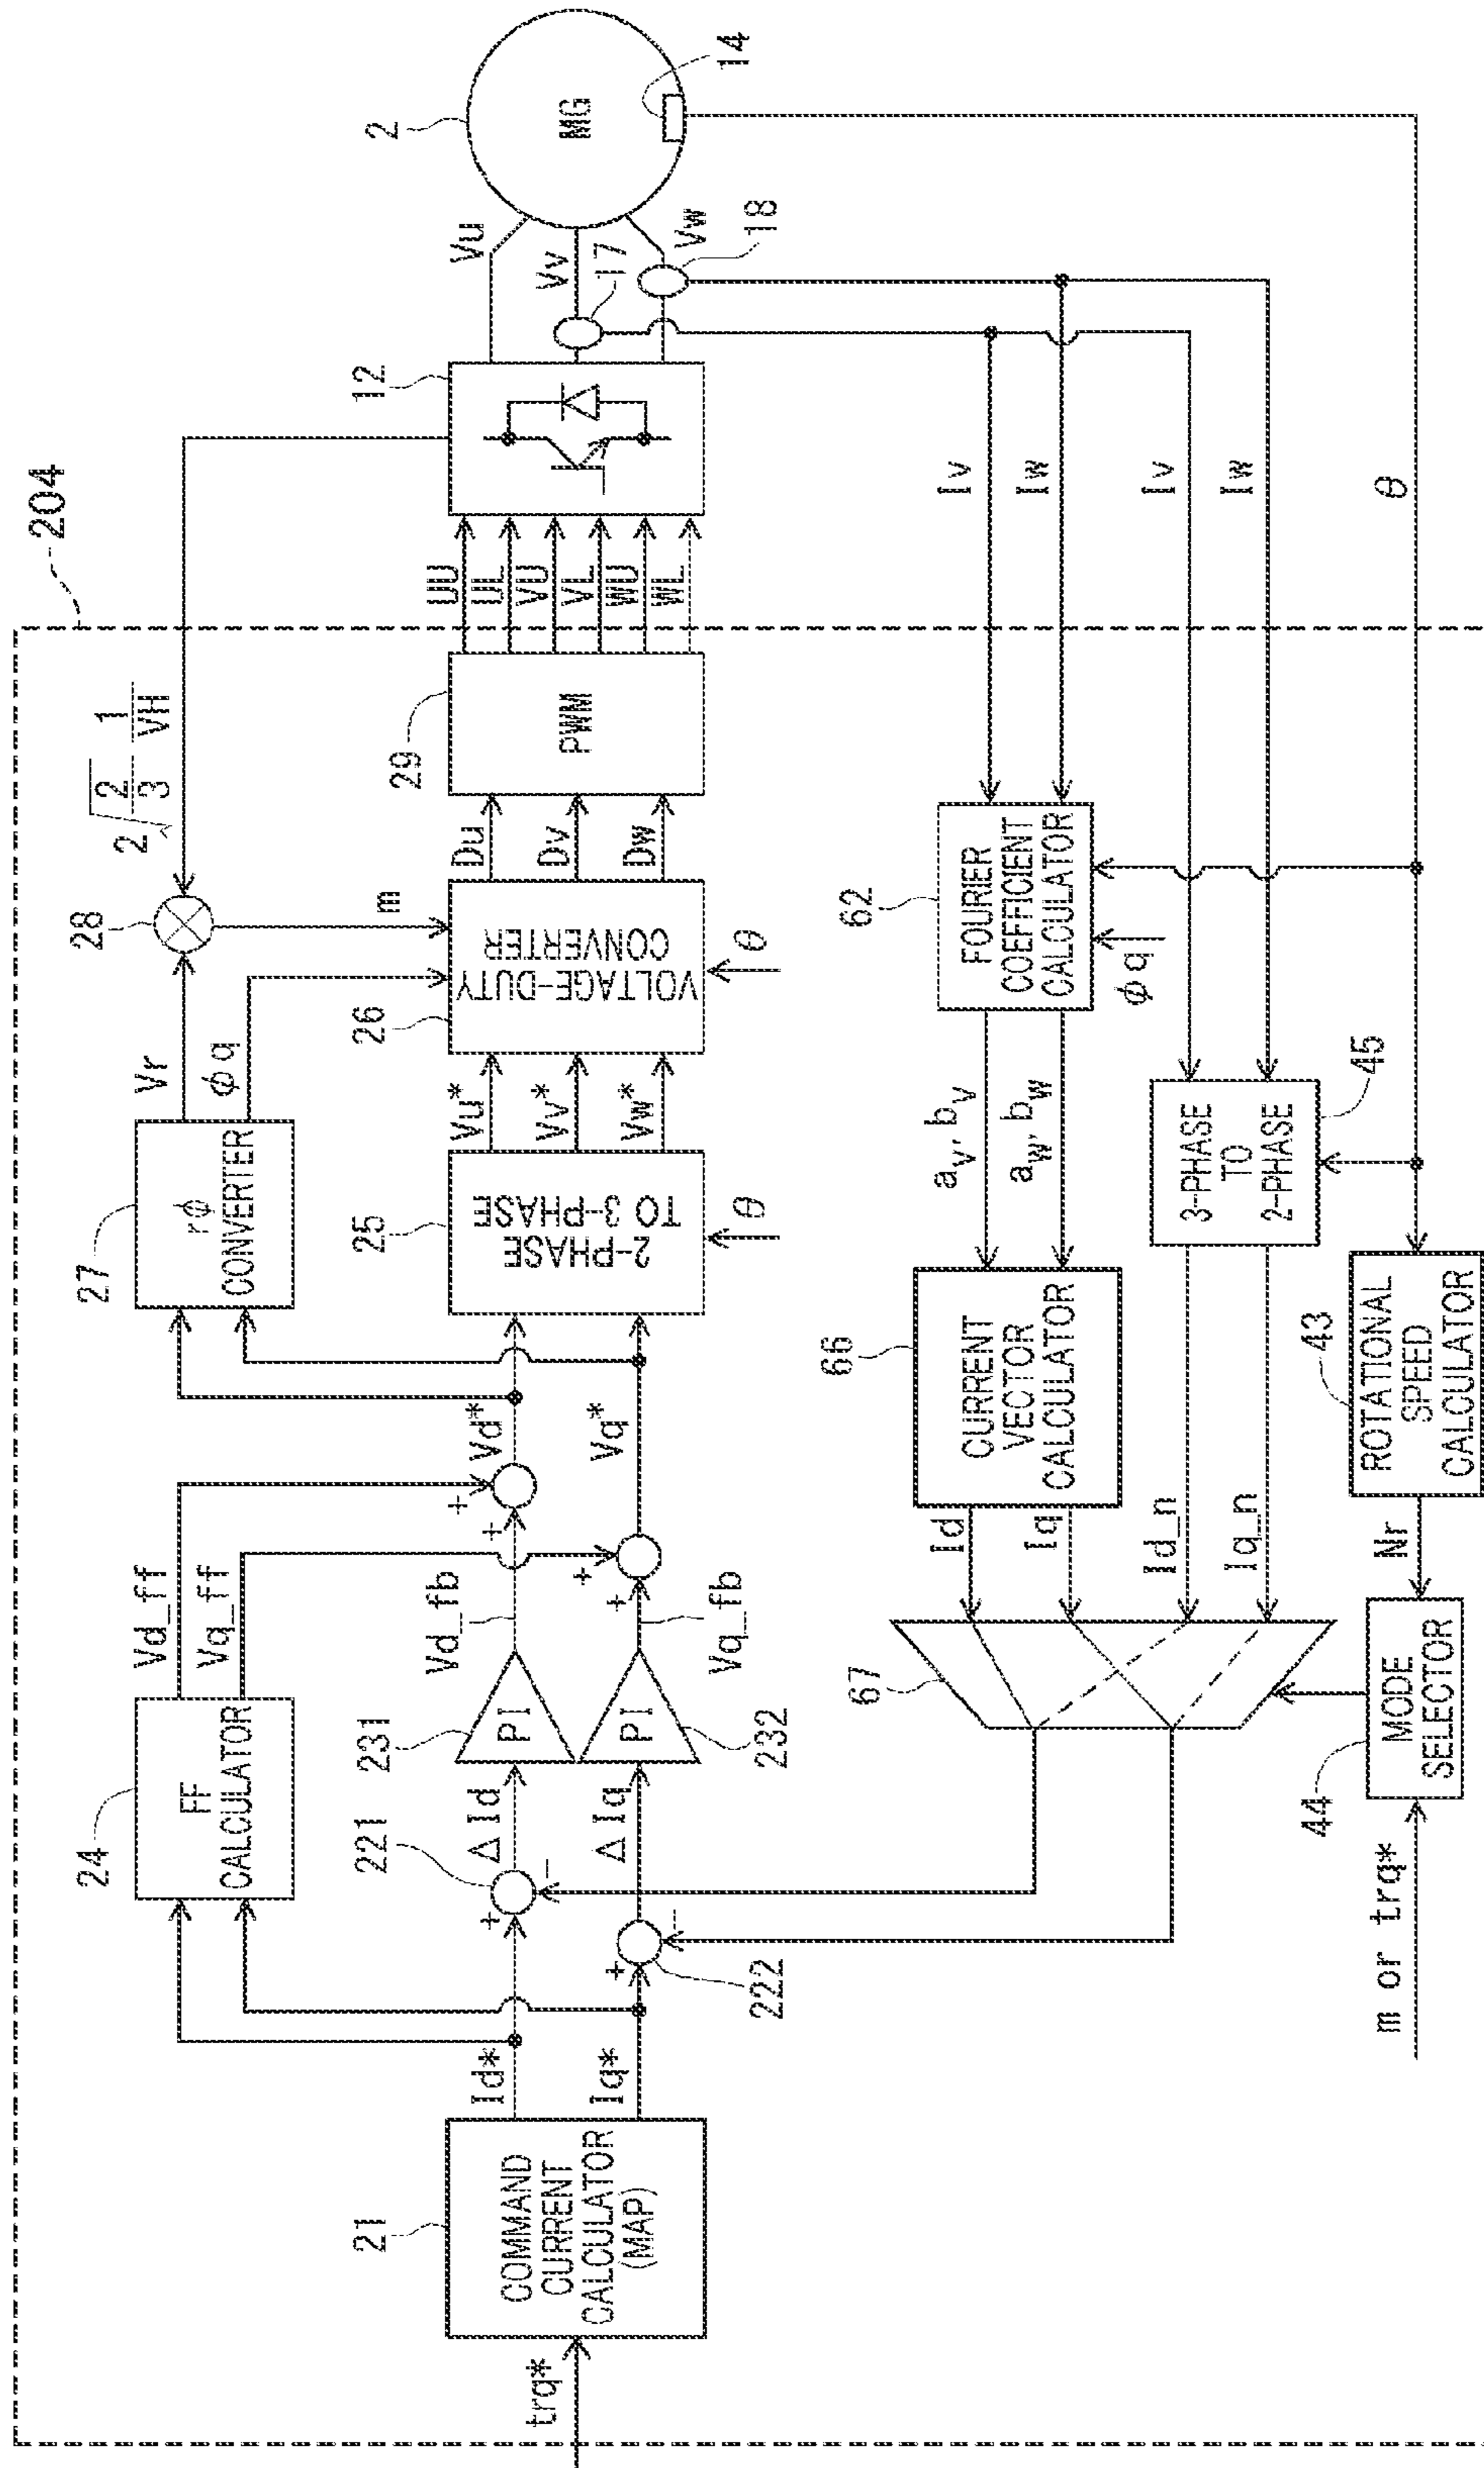 204
trq*
21
COMMAND
CURRENT
CALCULATOR
(MAP)
Id*
Iq*
24
FF
CALCULATOR
Vd_ff
Vq_ff
221
+
-
ΔId
222
+
-
ΔIq
231
PI
232
PI
Vd_fb
Vq_fb
+
+
+
+
Vd*
Vq*
27
rϕ
CONVERTER
Vr
ϕq
28
m
2 √ 2/3 1/VH
25
2-PHASE
TO 3-PHASE
θ
Vu*
Vv*
Vw*
26
VOLTAGE-DUTY
CONVERTER
θ
Du
Dv
Dw
29
PWM
UU
UL
VU
VL
WU
WL
12
Vu
Vv
Vw
17
18
2
MG
14
Iv
Iw
Iv
Iw
θ
62
FOURIER
COEFFICIENT
CALCULATOR
ϕq
av, bv
aw, bw
66
CURRENT
VECTOR
CALCULATOR
Id
Iq
45
3-PHASE
TO
2-PHASE
Id_n
Iq_n
67
43
ROTATIONAL
SPEED
CALCULATOR
Nr
44
MODE
SELECTOR
m or trq*